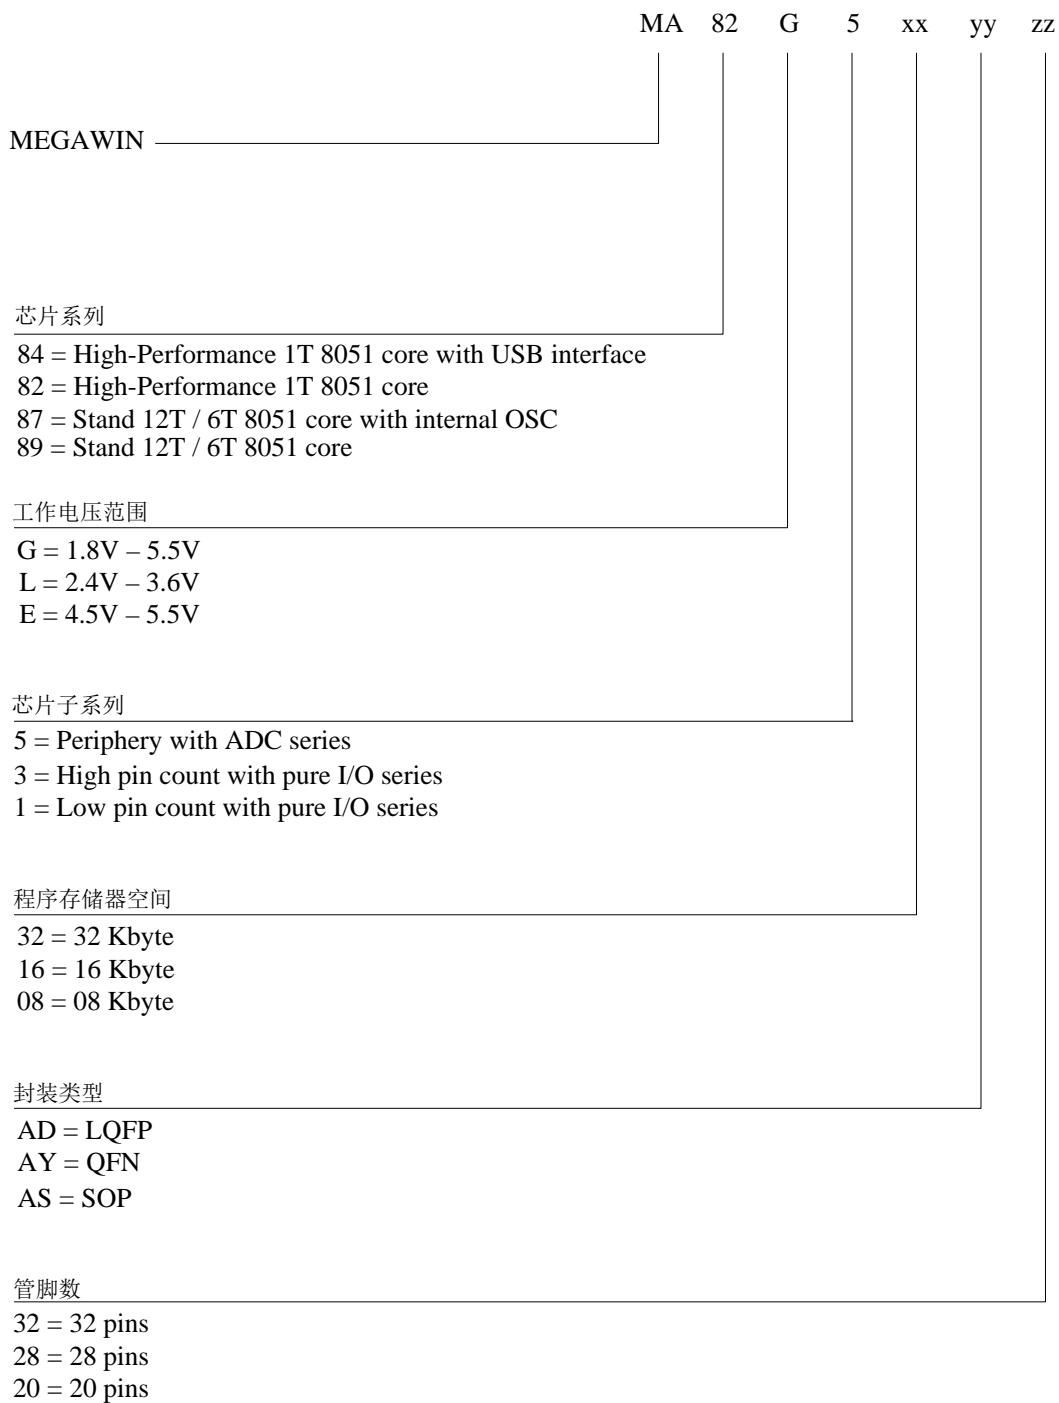 MA 82 G 5 xx yy zz
MEGAWIN
芯片系列
84 = High-Performance 1T 8051 core with USB interface
82 = High-Performance 1T 8051 core
87 = Stand 12T / 6T 8051 core with internal OSC
89 = Stand 12T / 6T 8051 core
工作电压范围
G = 1.8V – 5.5V
L = 2.4V – 3.6V
E = 4.5V – 5.5V
芯片子系列
5 = Periphery with ADC series
3 = High pin count with pure I/O series
1 = Low pin count with pure I/O series
程序存储器空间
32 = 32 Kbyte
16 = 16 Kbyte
08 = 08 Kbyte
封装类型
AD = LQFP
AY = QFN
AS = SOP
管脚数
32 = 32 pins
28 = 28 pins
20 = 20 pins